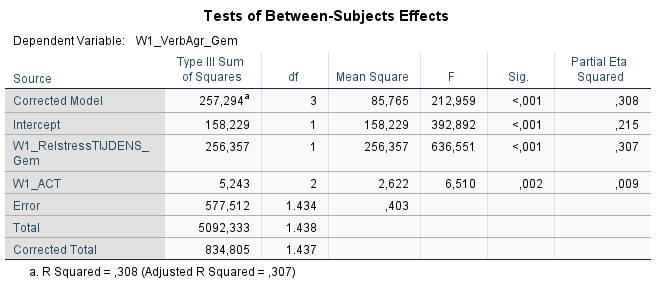 Tests of Between-Subjects Effects
Dependent Variable: W1_VerbAgr_Gem
Source Type III Sum of Squares df Mean Square F Sig. Partial Eta Squared
Corrected Model 257,294a 3 85,765 212,959 <,001 ,308
Intercept 158,229 1 158,229 392,892 <,001 ,215
W1_RelstressTIJDENS_Gem 256,357 1 256,357 636,551 <,001 ,307
W1_ACT 5,243 2 2,622 6,510 ,002 ,009
Error 577,512 1.434 ,403
Total 5092,333 1.438
Corrected Total 834,805 1.437
a. R Squared = ,308 (Adjusted R Squared = ,307)